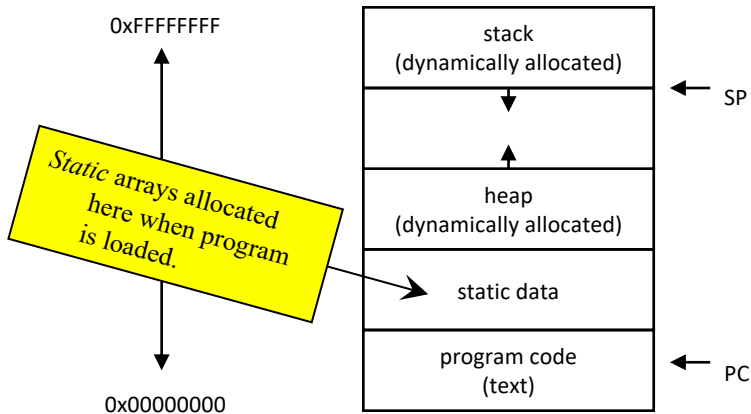 0xFFFFFFFF
stack
(dynamically allocated)
SP
Static arrays allocated
here when program
is loaded.
heap
(dynamically allocated)
static data
program code
(text)
PC
0x00000000